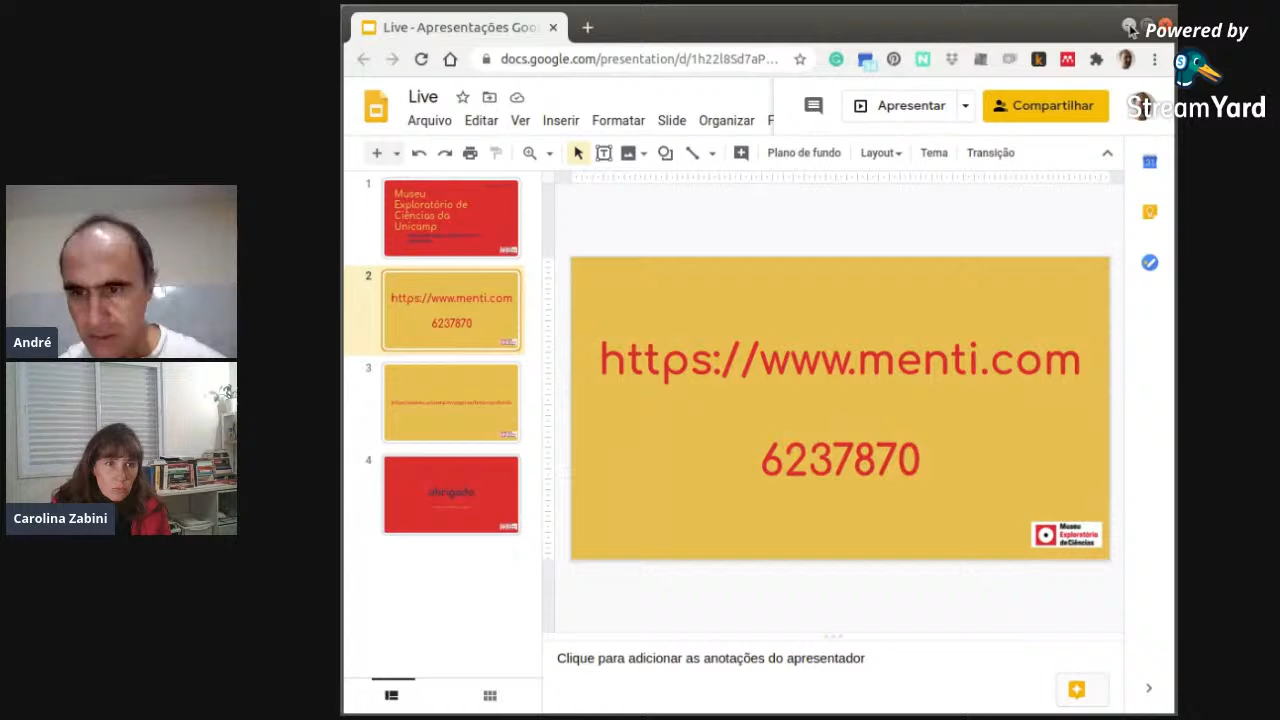 Live - Apresentações Goo
Powered by
StreamYard
docs.google.com/presentation/d/1h22l8Sd7aP...
Live
Apresentar
Compartilhar
Arquivo Editar Ver Inserir Formatar Slide Organizar F
Plano de fundo Layout Tema Transição
1
Museu
Exploratório de
Ciências da
Unicamp
2
https://www.menti.com
6237870
3
4
obrigado
https://www.menti.com
6237870
Museu
Exploratório
de Ciências
Clique para adicionar as anotações do apresentador
André
Carolina Zabini
31